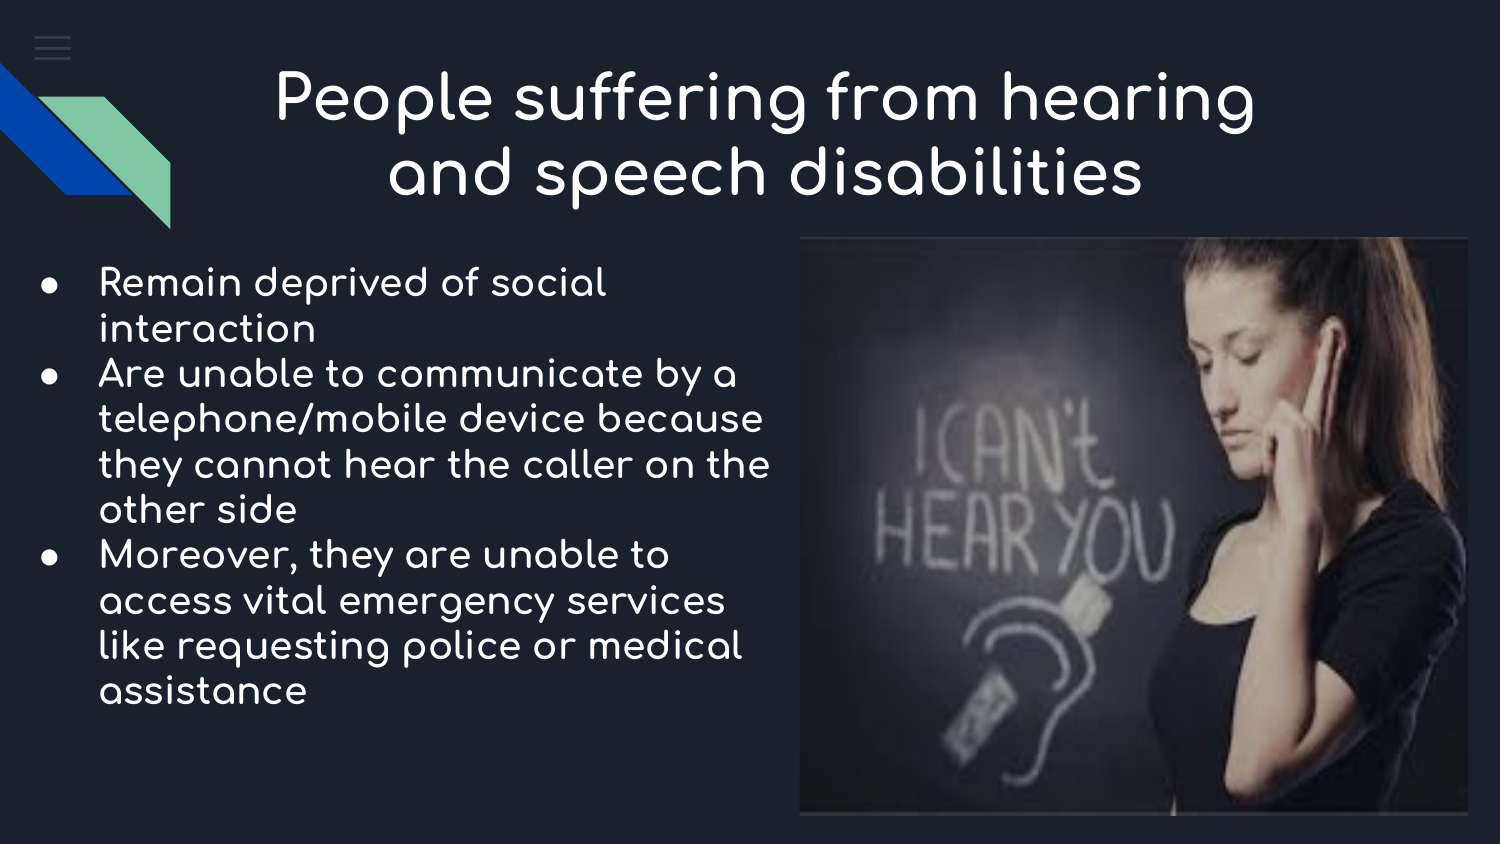 People suffering from hearing
and speech disabilities
● Remain deprived of social
interaction
● Are unable to communicate by a
telephone/mobile device because
they cannot hear the caller on the
other side
● Moreover, they are unable to
access vital emergency services
like requesting police or medical
assistance
I CAN't
HEAR YOU